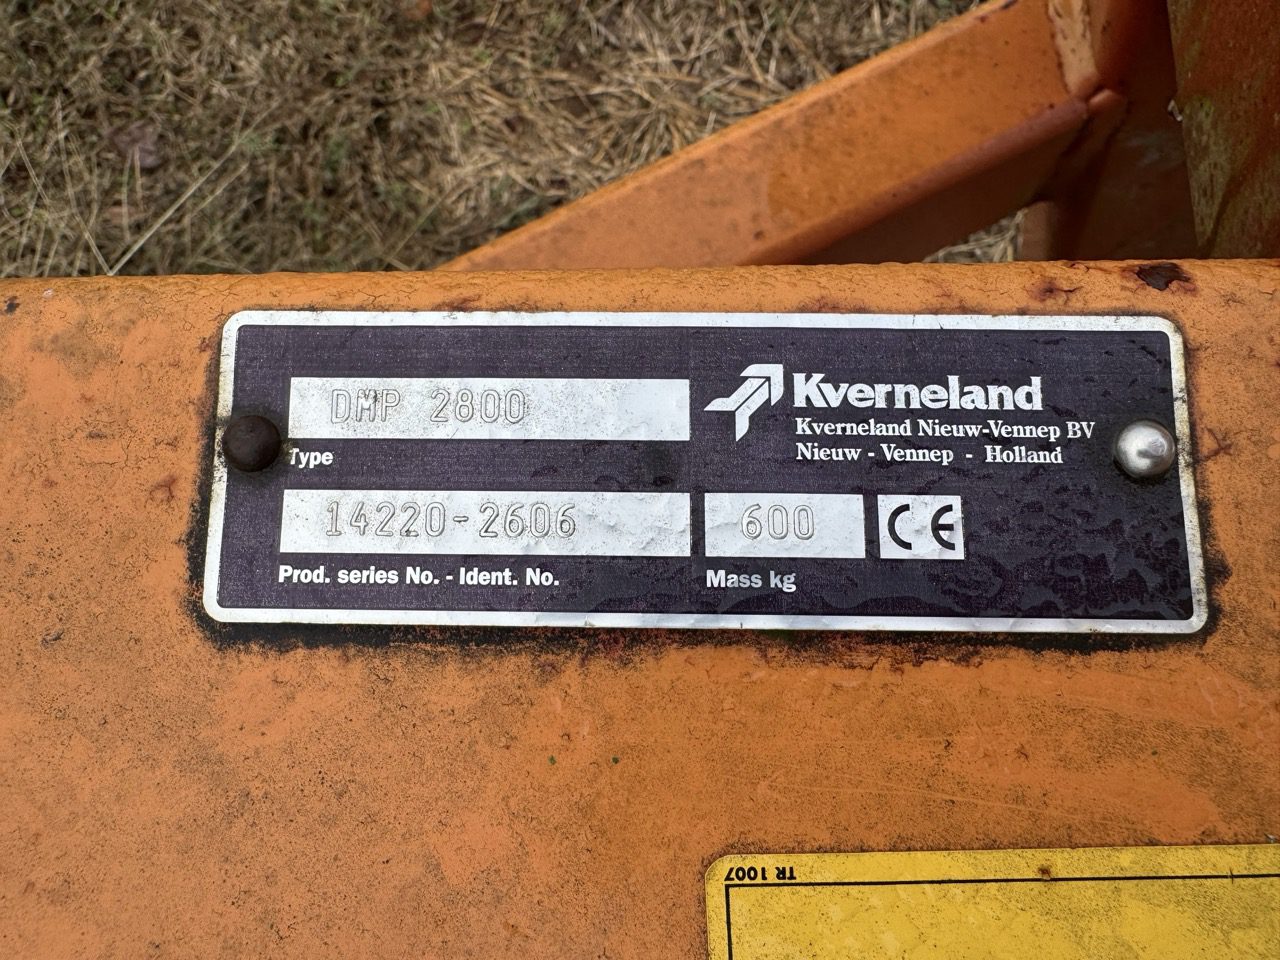 DMP 2800
Type
Kverneland
Kverneland Nieuw-Vennep BV
Nieuw - Vennep - Holland
14220-2606
600
CE
Prod. series No. - Ident. No.
Mass kg
TR 1007